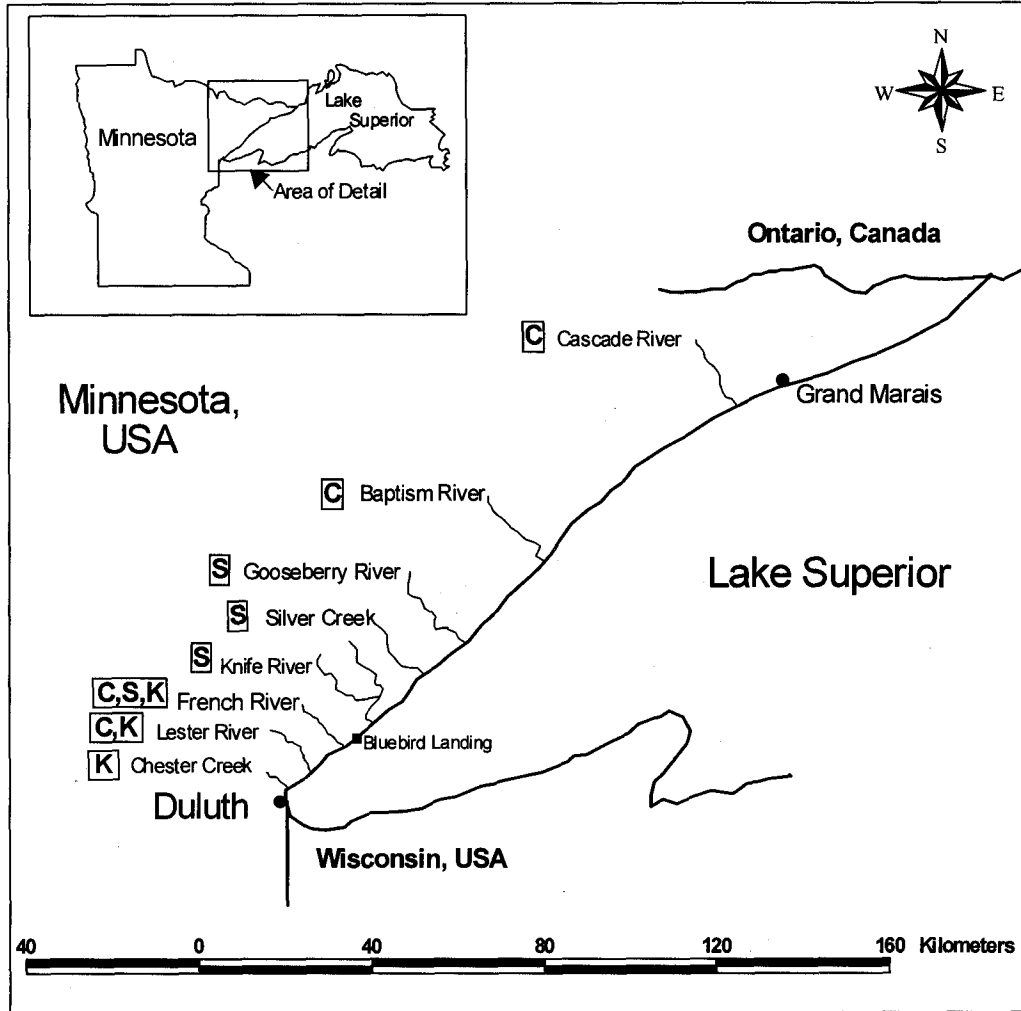 Minnesota
Lake
Superior
Area of Detail
N
W E
S
Ontario, Canada
C Cascade River
Grand Marais
Minnesota,
USA
C Baptism River
Lake Superior
S Gooseberry River
S Silver Creek
S Knife River
C,S,K French River
C,K Lester River
Bluebird Landing
K Chester Creek
Duluth
Wisconsin, USA
40 0 40 80 120 160 Kilometers